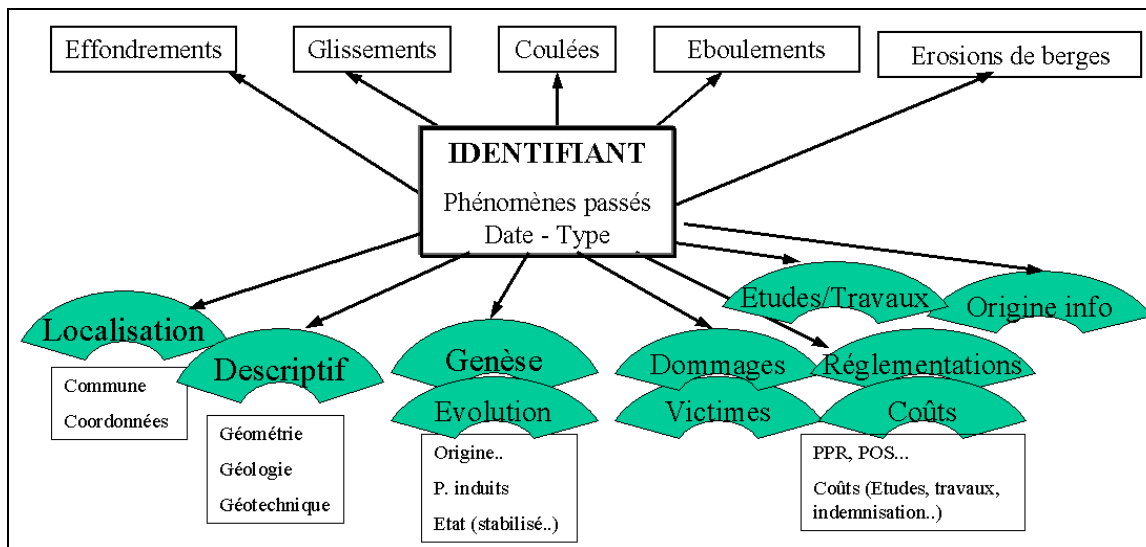 Effondrements
Glissements
Coulées
Eboulements
Erosions de berges
IDENTIFIANT
Phénomènes passés
Date - Type
Etudes/Travaux
Origine info
Localisation
Commune
Coordonnées
Descriptif
Géométrie
Géologie
Géotechnique
Genèse
Evolution
Origine..
P. induits
Etat (stabilisé..)
Dommages
Victimes
Réglementations
Coûts
PPR, POS...
Coûts (Etudes, travaux,
indemnisation..)